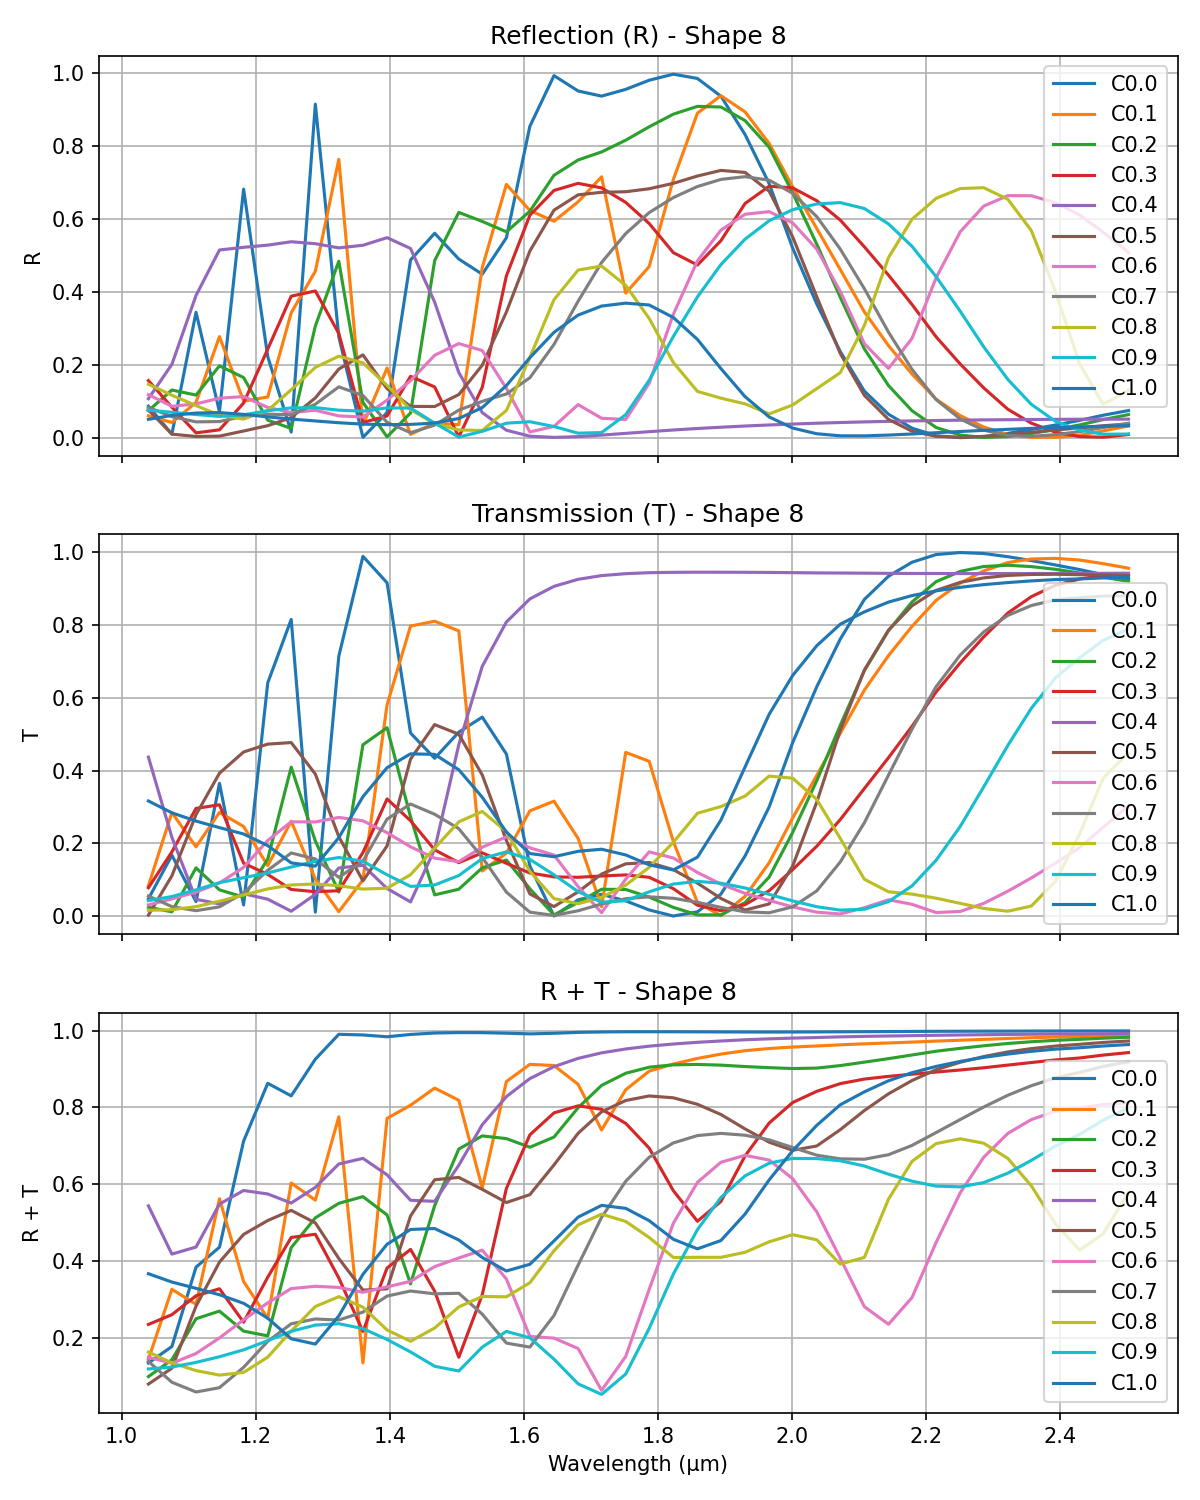 Reflection (R) - Shape 8
1.0
0.8
0.6
0.4
0.2
0.0
R
C0.0
C0.1
C0.2
C0.3
C0.4
C0.5
C0.6
C0.7
C0.8
C0.9
C1.0
Transmission (T) - Shape 8
1.0
0.8
0.6
0.4
0.2
0.0
T
C0.0
C0.1
C0.2
C0.3
C0.4
C0.5
C0.6
C0.7
C0.8
C0.9
C1.0
R + T - Shape 8
1.0
0.8
0.6
0.4
0.2
R + T
C0.0
C0.1
C0.2
C0.3
C0.4
C0.5
C0.6
C0.7
C0.8
C0.9
C1.0
1.0 1.2 1.4 1.6 1.8 2.0 2.2 2.4
Wavelength (µm)